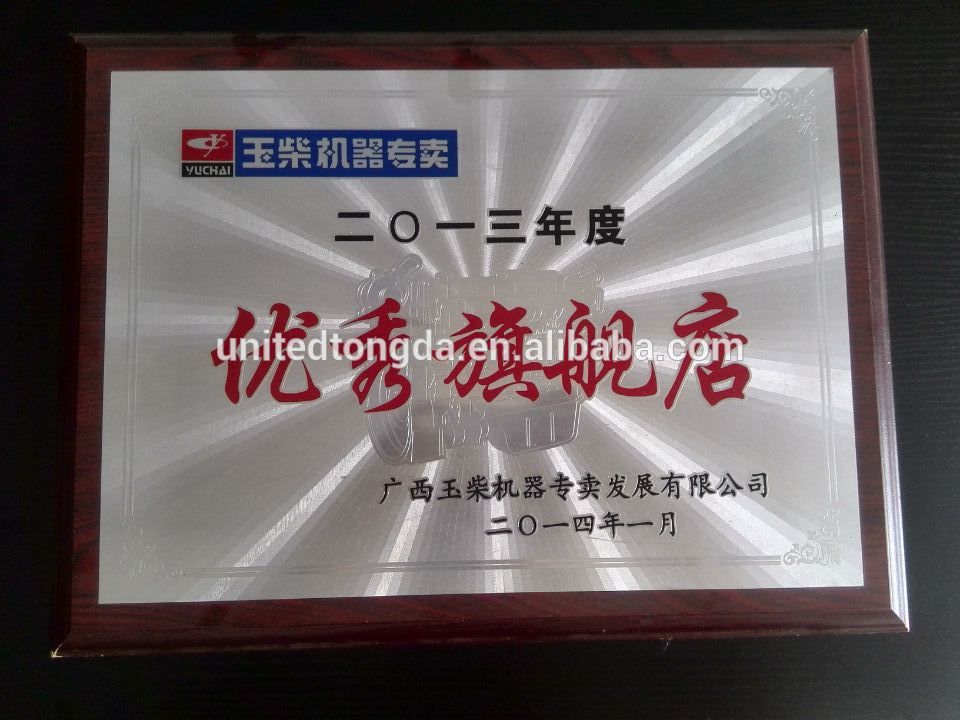 YUCHAI 玉柴机器专卖
二〇一三年度
优秀旗舰店
unitedtongda.en.alibaba.com
广西玉柴机器专卖发展有限公司
二〇一四年一月